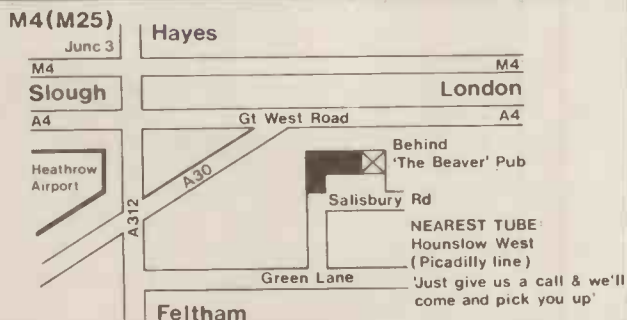 M4(M25)
Junc 3
Hayes
M4
M4
Slough
London
A4
Gt West Road
A4
Heathrow
Airport
A30
A312
Behind
'The Beaver' Pub
Salisbury Rd
NEAREST TUBE
Hounslow West
(Picadilly line)
Green Lane
'Just give us a call & we'll
come and pick you up'
Feltham